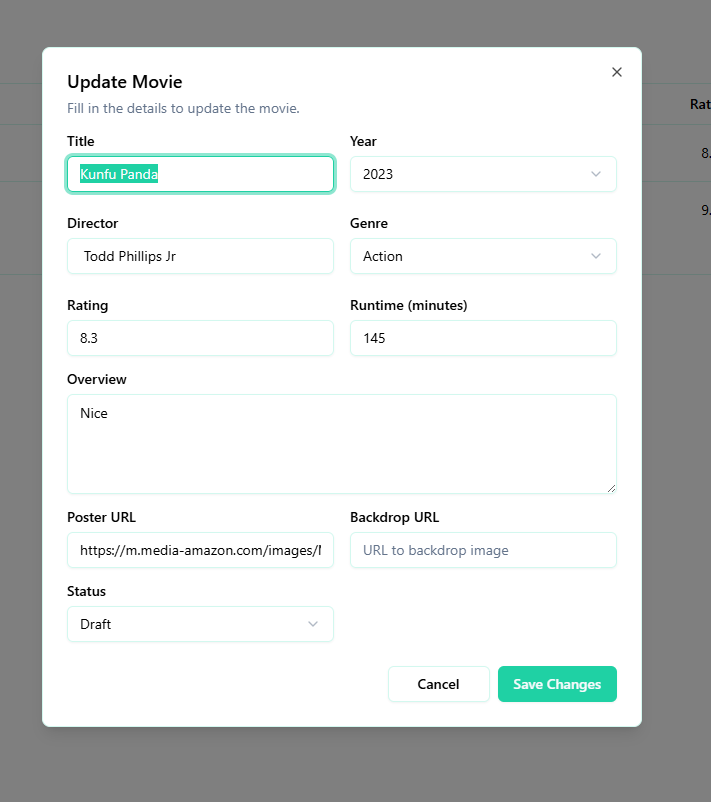 Update Movie
Fill in the details to update the movie.
Title
Year
Kunfu Panda
2023
Director
Genre
Todd Phillips Jr
Action
Rating
Runtime (minutes)
8.3
145
Overview
Nice
Poster URL
Backdrop URL
https://m.media-amazon.com/images/
URL to backdrop image
Status
Draft
Cancel
Save Changes
Rat
8.
9.